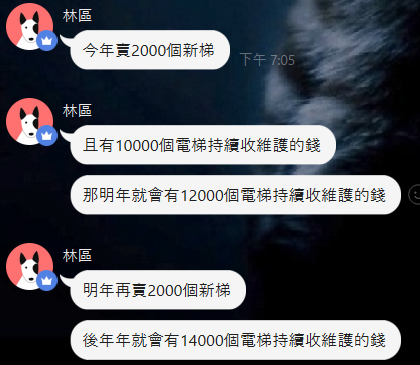 林區
今年賣2000個新梯
下午 7:05
林區
且有10000個電梯持續收維護的錢
那明年就會有12000個電梯持續收維護的錢
林區
明年再賣2000個新梯
後年年就會有14000個電梯持續收維護的錢